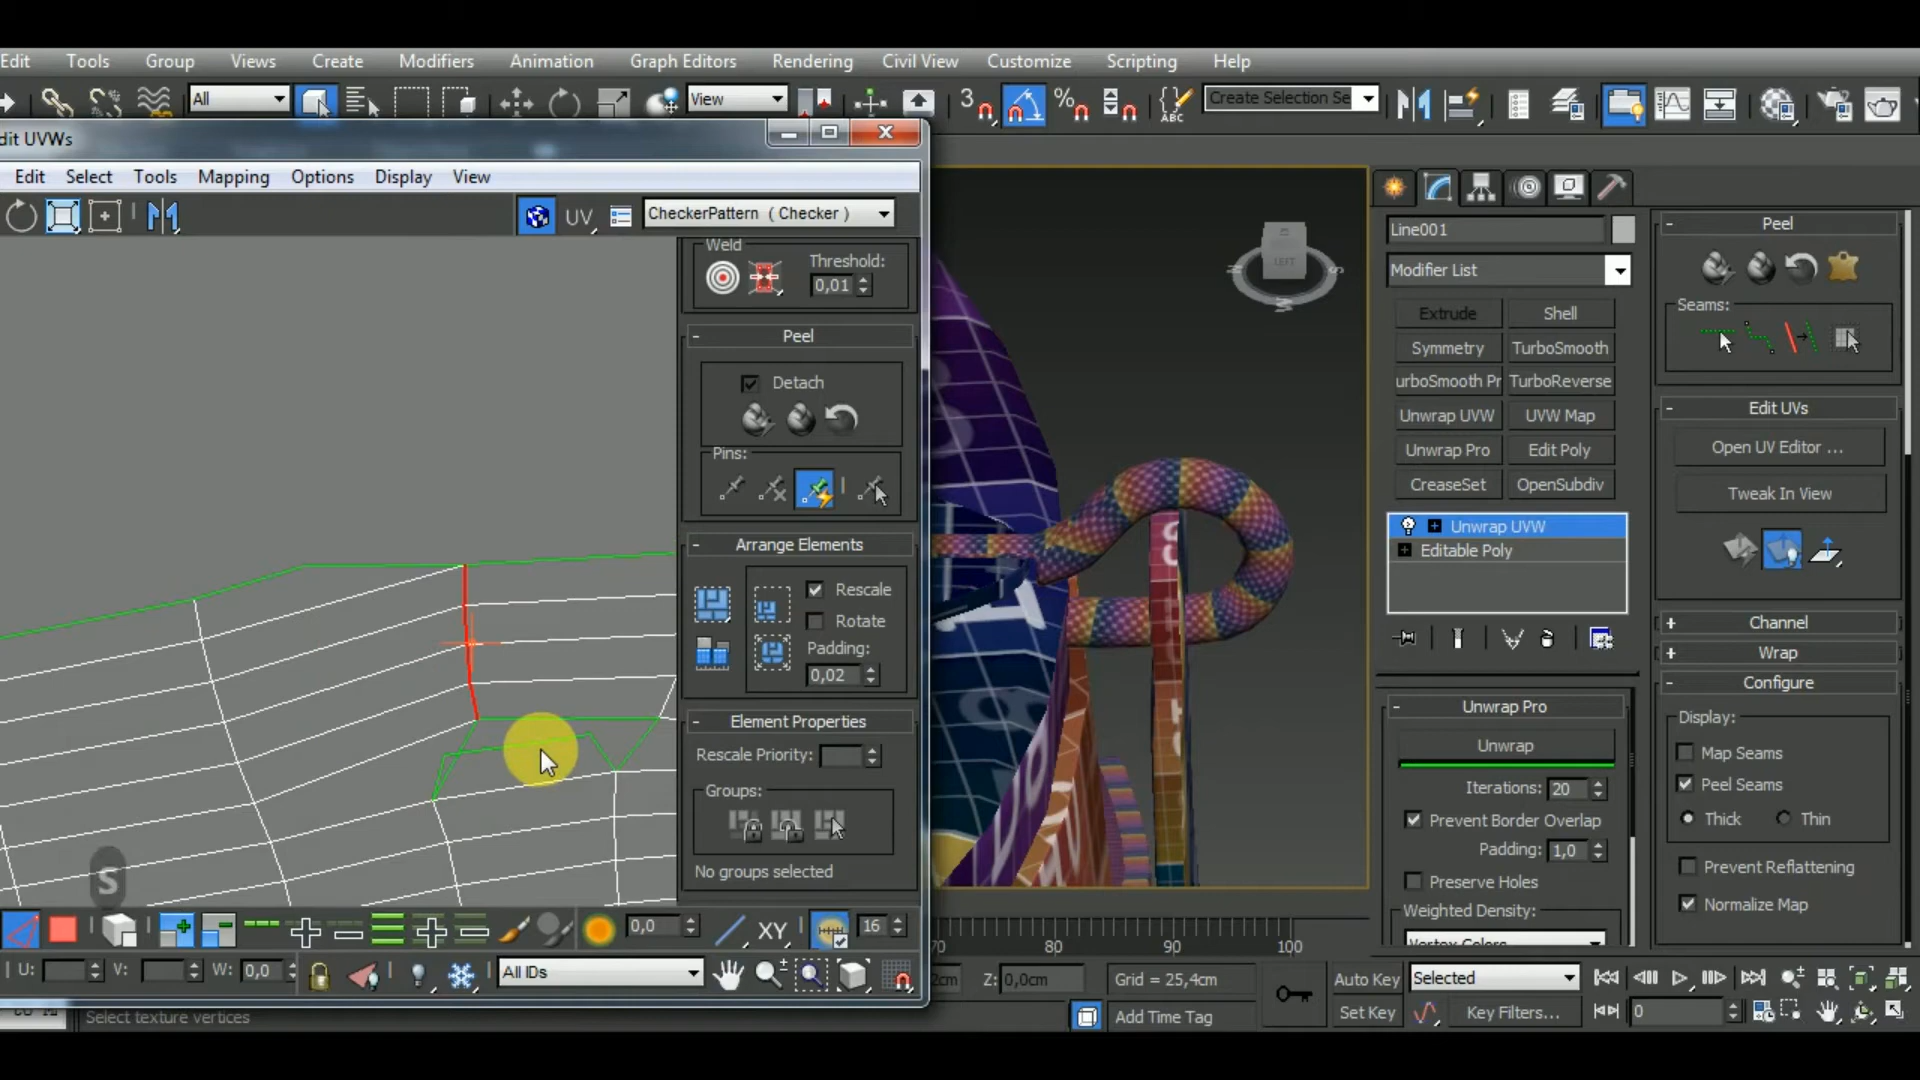 Edit Tools Group Views Create Modifiers Animation Graph Editors Rendering Civil View Customize Scripting Help
All View 3 % ABC Create Selection Se
dit UVWs
Edit Select Tools Mapping Options Display View
UV CheckerPattern ( Checker )
Weld
Threshold:
0,01
- Peel
Detach
Pins:
- Arrange Elements
Rescale
Rotate
Padding:
0,02
- Element Properties
Rescale Priority:
Groups:
No groups selected
S
0,0 XY 16
U: V: W: 0,0 All IDs
Select texture vertices
LEFT
70 80 90 100
2cm Z: 0,0cm Grid = 25,4cm Auto Key Selected
Add Time Tag Set Key Key Filters... 0
Line001
Modifier List
Extrude Shell
Symmetry TurboSmooth
urboSmooth Pr TurboReverse
Unwrap UVW UVW Map
Unwrap Pro Edit Poly
CreaseSet OpenSubdiv
Unwrap UVW
Editable Poly
- Unwrap Pro
Unwrap
Iterations: 20
Prevent Border Overlap
Padding: 1,0
Preserve Holes
Weighted Density:
Vertex Colors
- Peel
Seams:
- Edit UVs
Open UV Editor ...
Tweak In View
+ Channel
+ Wrap
- Configure
Display:
Map Seams
Peel Seams
Thick Thin
Prevent Reflattening
Normalize Map